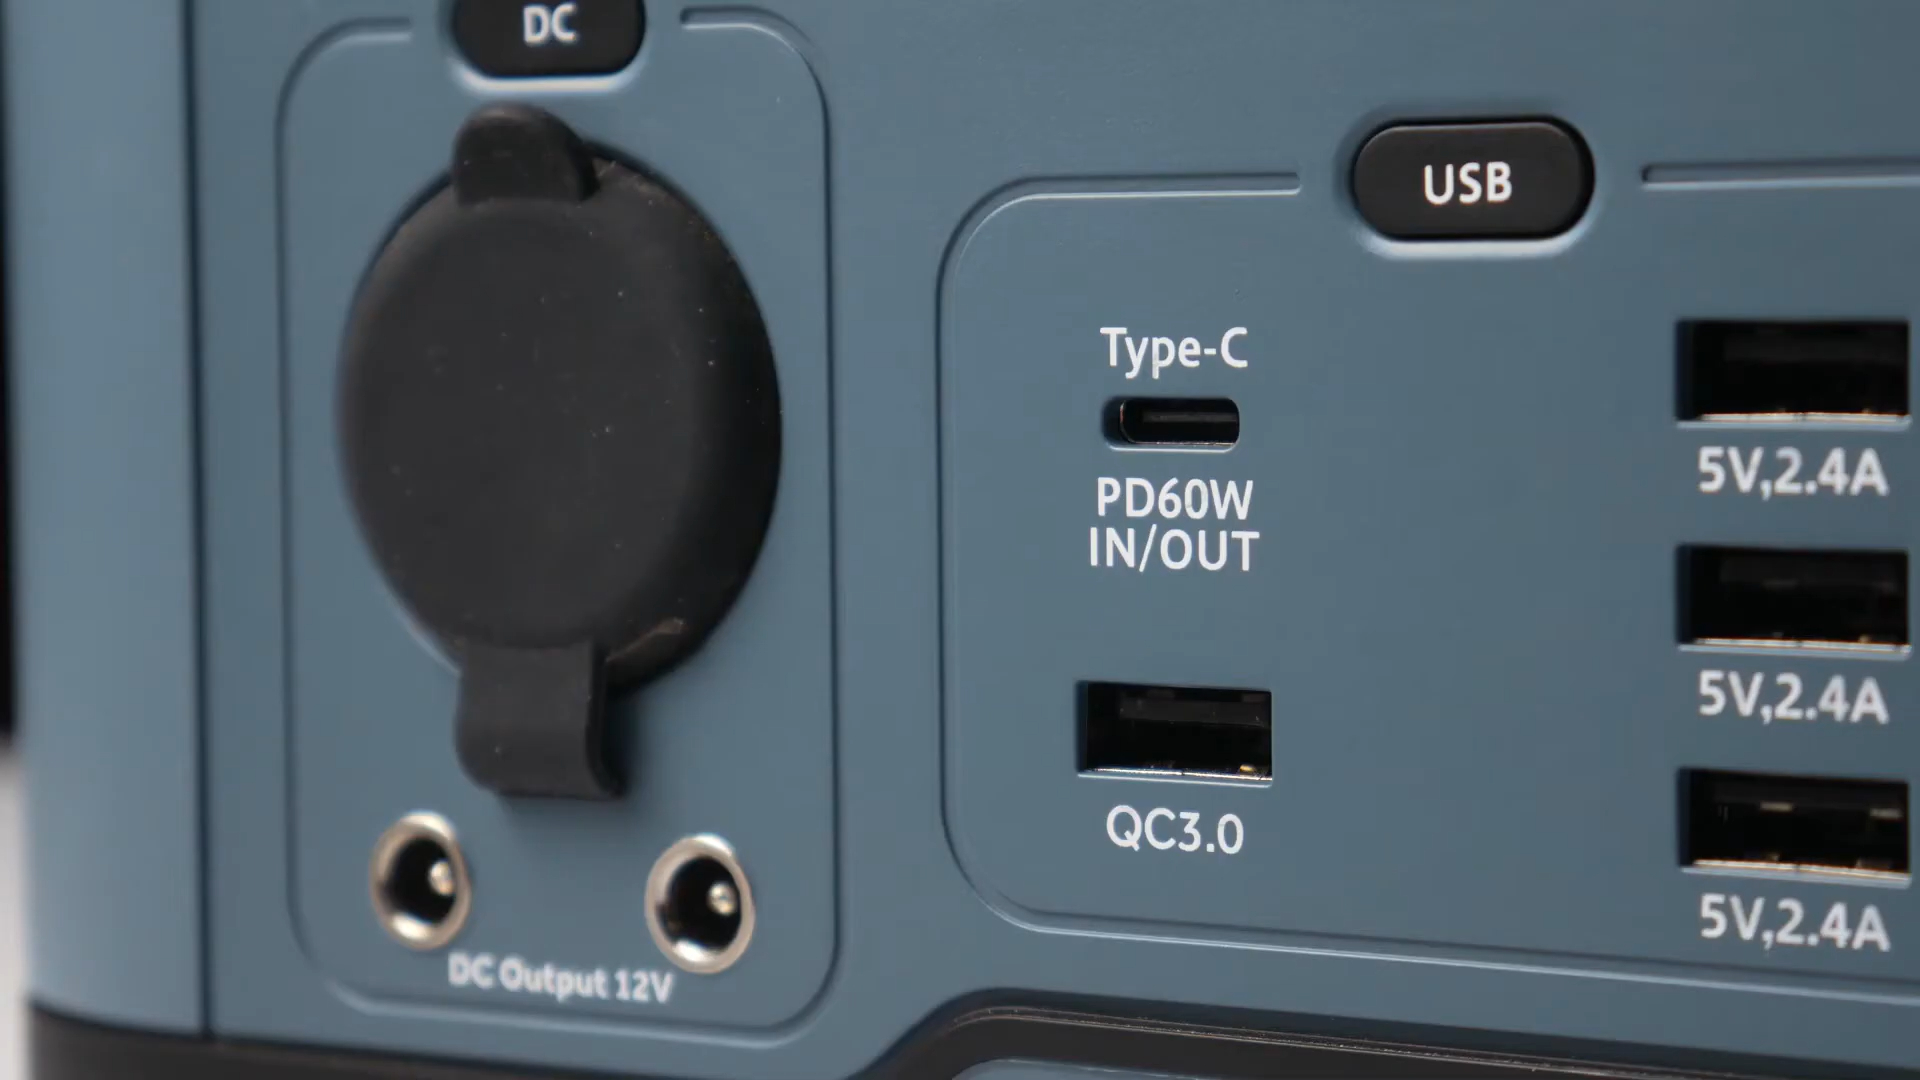 DC
DC Output 12V
USB
Type-C
PD60W
IN/OUT
QC3.0
5V,2.4A
5V,2.4A
5V,2.4A